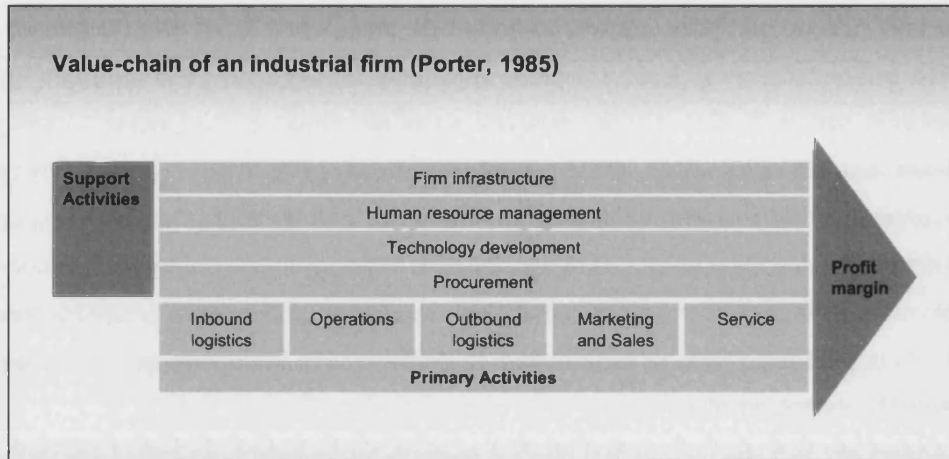 Value-chain of an industrial firm (Porter, 1985)
Support
Activities
Firm infrastructure
Human resource management
Technology development
Procurement
Inbound
logistics
Operations
Outbound
logistics
Marketing
and Sales
Service
Primary Activities
Profit
margin